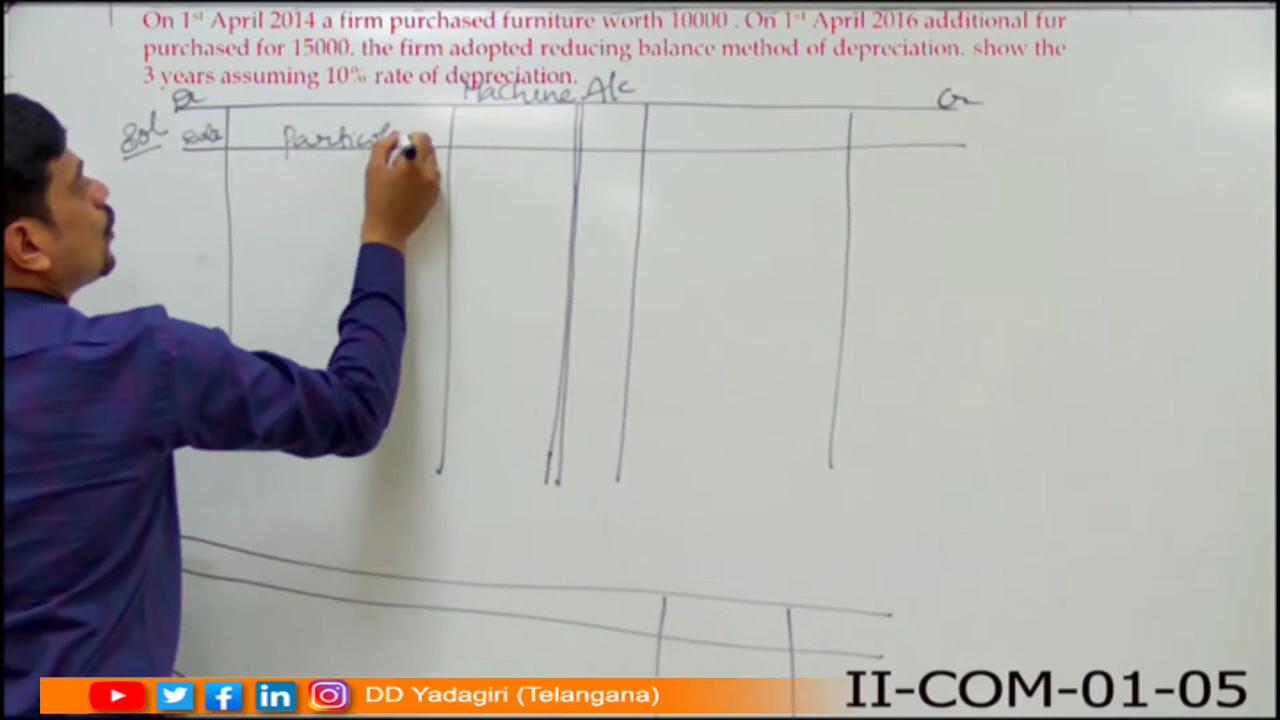 On 1st April 2014 a firm purchased furniture worth 10000 . On 1st April 2016 additional fur
purchased for 15000. the firm adopted reducing balance method of depreciation. show the
3 years assuming 10% rate of depreciation.
Machine A/c
Dr Cr
Sol Date Particul
DD Yadagiri (Telangana)
II-COM-01-05